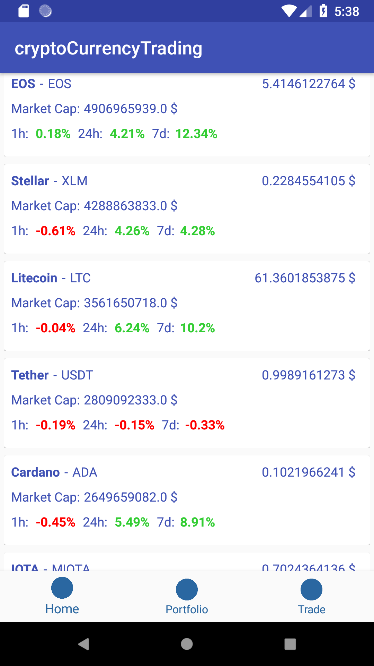 5:38
cryptoCurrencyTrading
EOS - EOS 5.4146122764 $
Market Cap: 4906965939.0 $
1h: 0.18% 24h: 4.21% 7d: 12.34%
Stellar - XLM 0.2284554105 $
Market Cap: 4288863833.0 $
1h: -0.61% 24h: 4.26% 7d: 4.28%
Litecoin - LTC 61.3601853875 $
Market Cap: 3561650718.0 $
1h: -0.04% 24h: 6.24% 7d: 10.2%
Tether - USDT 0.9989161273 $
Market Cap: 2809092333.0 $
1h: -0.19% 24h: -0.15% 7d: -0.33%
Cardano - ADA 0.1021966241 $
Market Cap: 2649659082.0 $
1h: -0.45% 24h: 5.49% 7d: 8.91%
IOTA - MIOTA 0.7024364136 $
Home Portfolio Trade